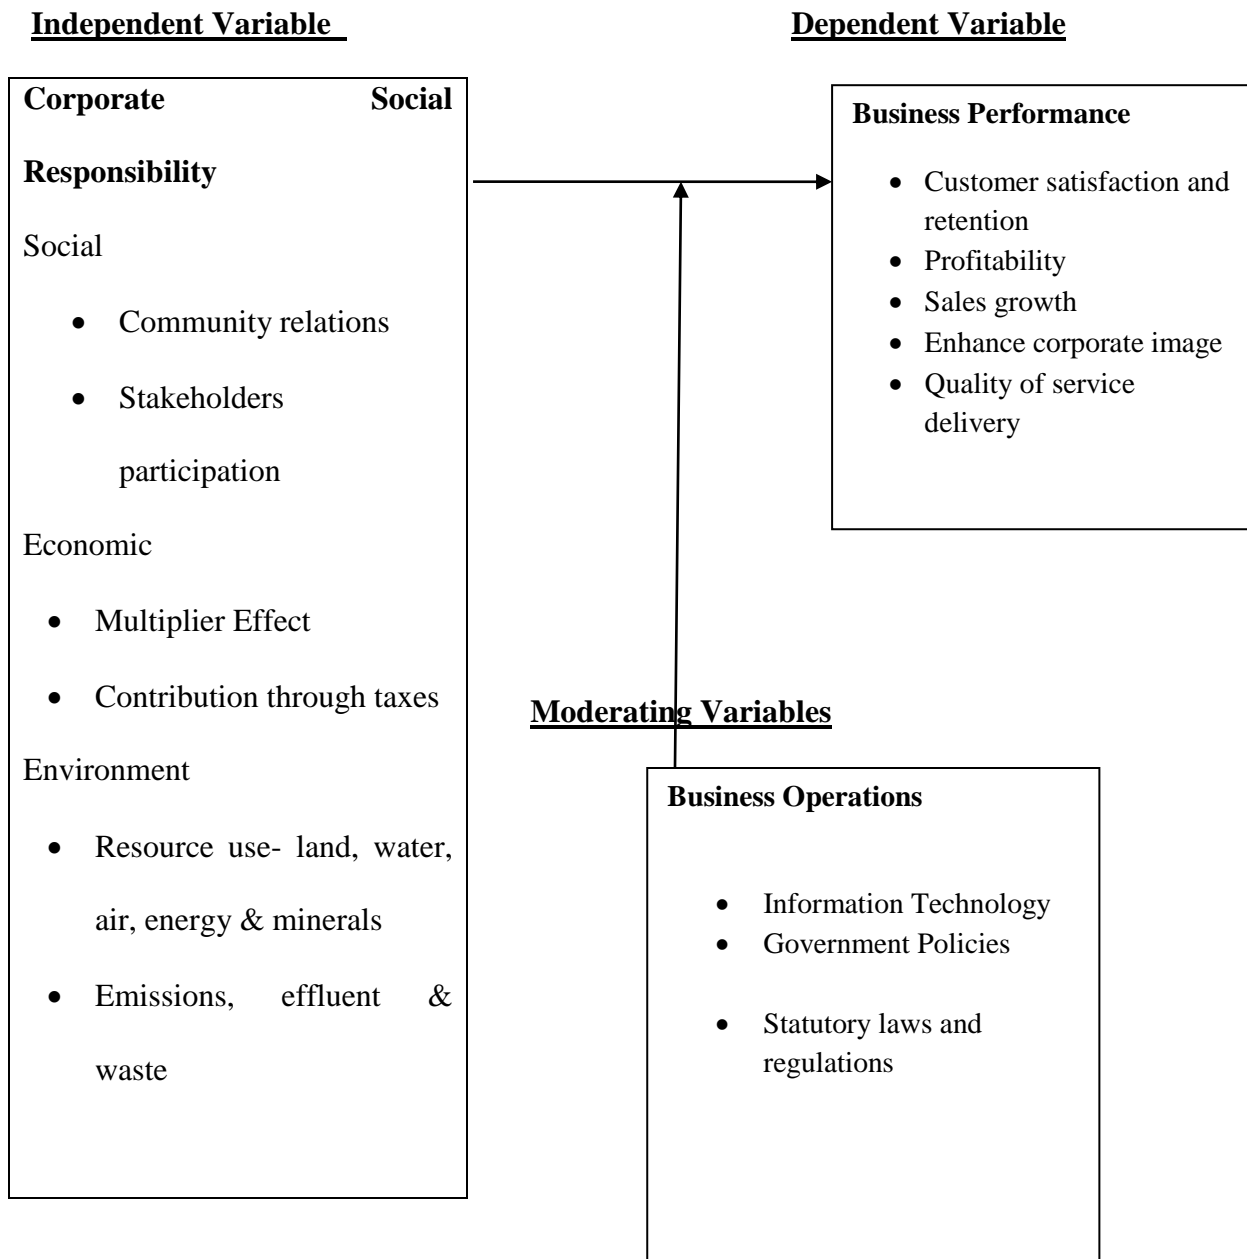 Independent Variable
Dependent Variable
Corporate Social
Responsibility
Social
• Community relations
• Stakeholders
participation
Economic
• Multiplier Effect
• Contribution through taxes
Environment
• Resource use- land, water,
air, energy & minerals
• Emissions, effluent &
waste
Business Performance
• Customer satisfaction and
retention
• Profitability
• Sales growth
• Enhance corporate image
• Quality of service
delivery
Moderating Variables
Business Operations
• Information Technology
• Government Policies
• Statutory laws and
regulations